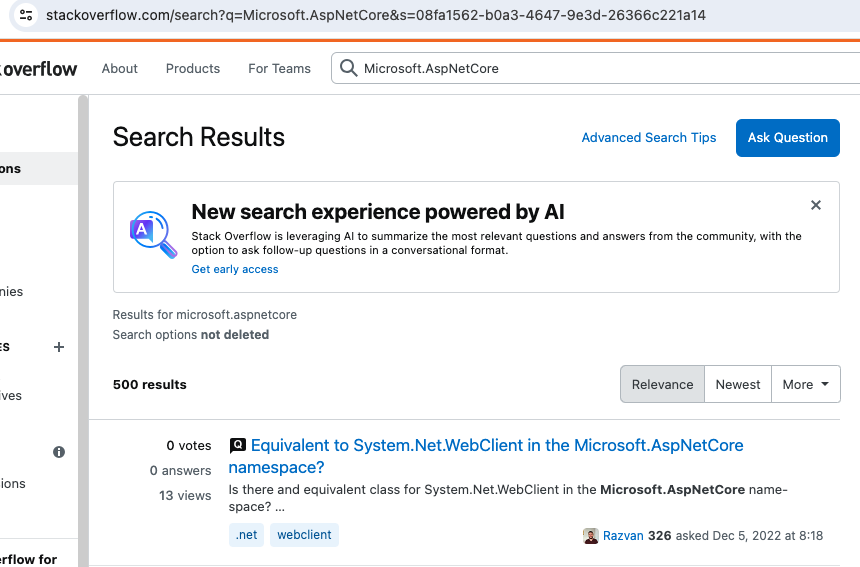 stackoverflow.com/search?q=Microsoft.AspNetCore&s=08fa1562-b0a3-4647-9e3d-26366c221a14
overflow
About
Products
For Teams
Microsoft.AspNetCore
Search Results
Advanced Search Tips
Ask Question
ons
New search experience powered by AI
Stack Overflow is leveraging AI to summarize the most relevant questions and answers from the community, with the
option to ask follow-up questions in a conversational format.
Get early access
nies
Results for microsoft.aspnetcore
Search options not deleted
ES
+
500 results
Relevance
Newest
More
ves
0 votes
Equivalent to System.Net.WebClient in the Microsoft.AspNetCore
namespace?
0 answers
13 views
Is there and equivalent class for System.Net.WebClient in the Microsoft.AspNetCore name-
space? ...
ions
.net
webclient
Razvan 326 asked Dec 5, 2022 at 8:18
erflow for